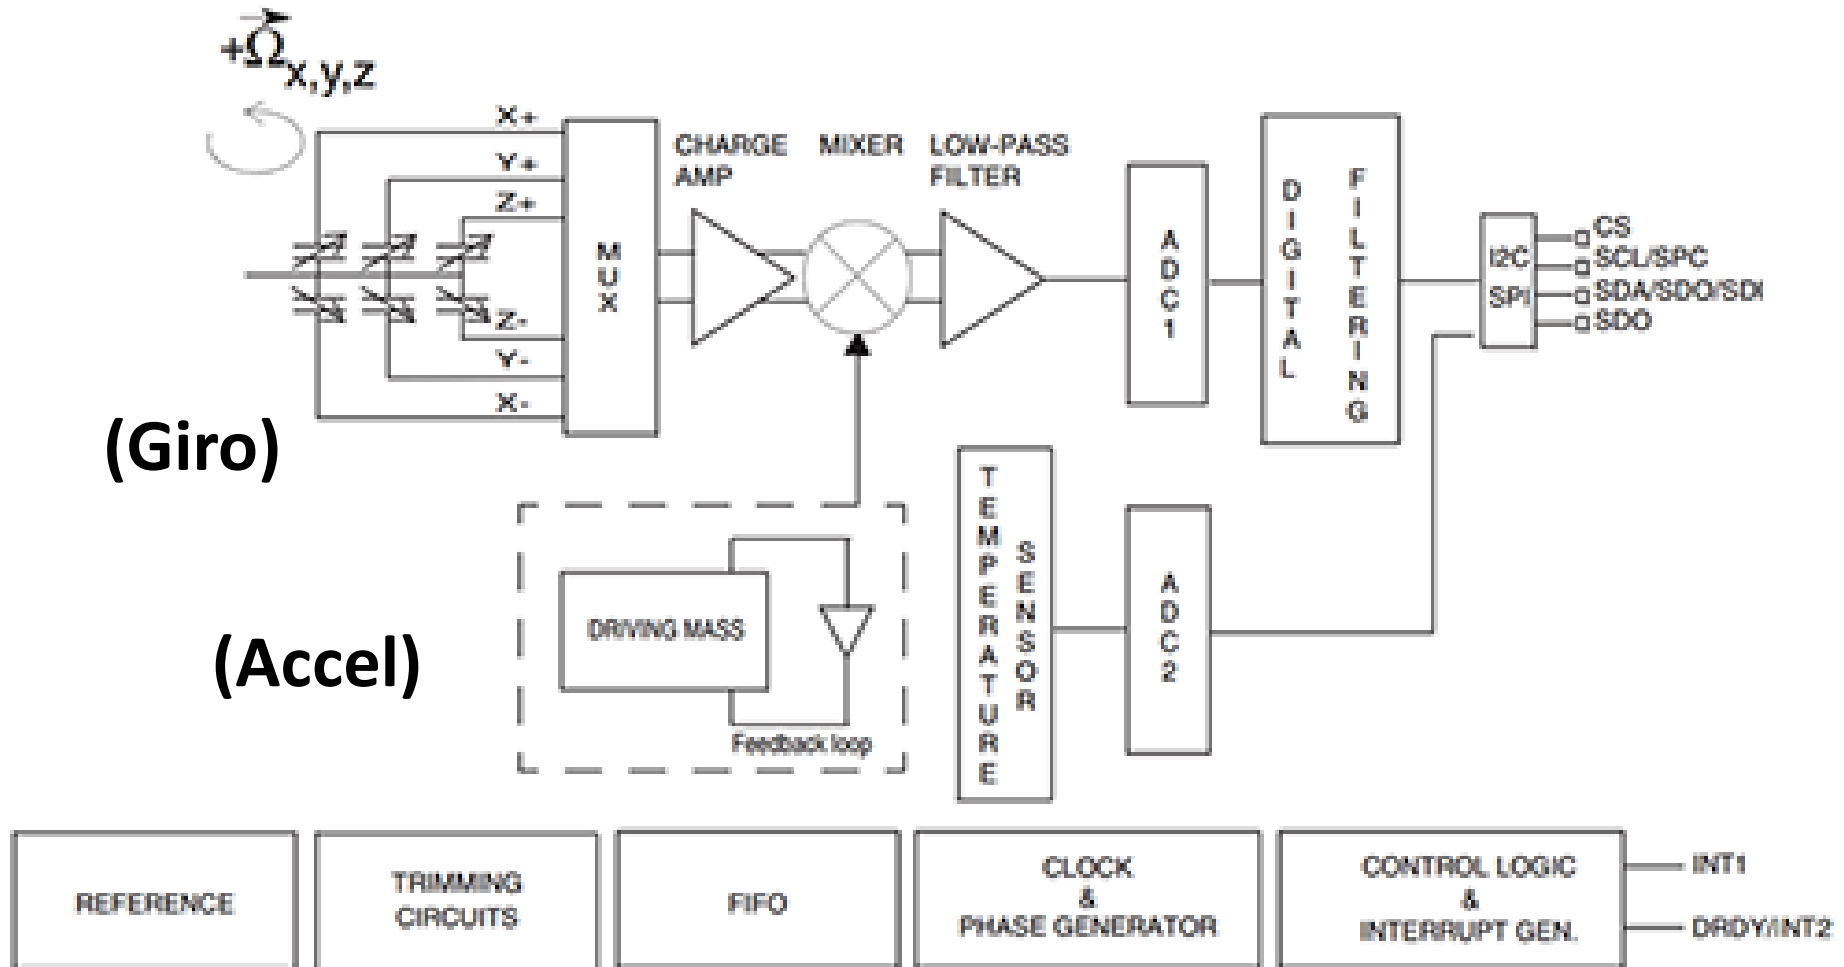 +Ω x,y,z
X+
Y+
Z+
Z-
Y-
X-
MUX
CHARGE
AMP
MIXER
LOW-PASS
FILTER
ADC1
DIGITAL
FILTERING
I2C
SPI
CS
SCL/SPC
SDA/SDO/SDI
SDO
(Giro)
(Accel)
DRIVING MASS
Feedback loop
TEMPERATURE
SENSOR
ADC2
REFERENCE
TRIMMING
CIRCUITS
FIFO
CLOCK
&
PHASE GENERATOR
CONTROL LOGIC
&
INTERRUPT GEN.
INT1
DRDY/INT2